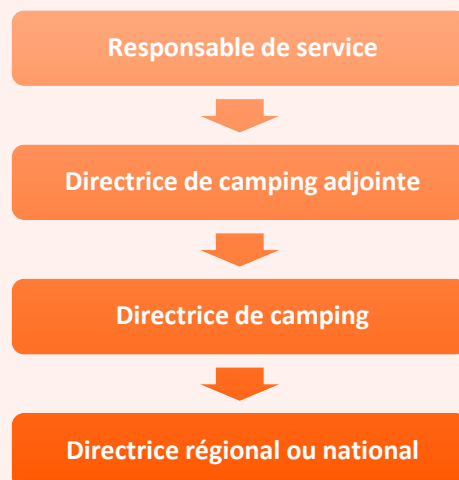 Responsable de service
Directrice de camping adjointe
Directrice de camping
Directrice régional ou national